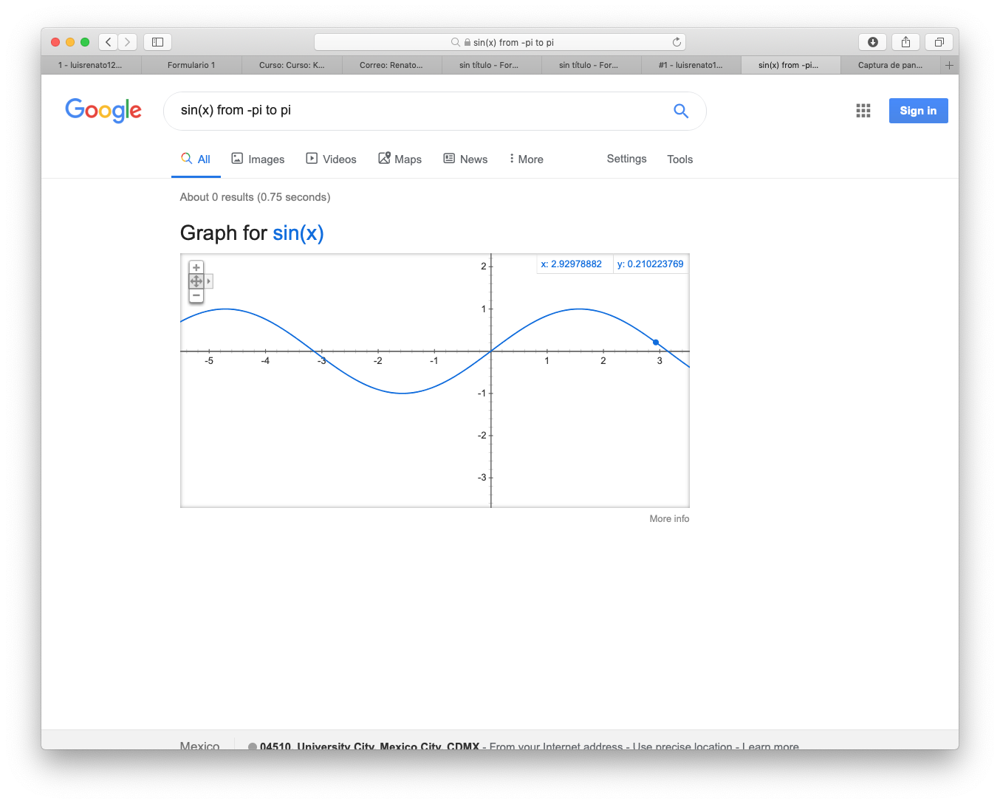 sin(x) from -pi to pi
1 - luisrenato12... Formulario 1 Curso: Curso: K... Correo: Renato... sin título - For... sin título - For... #1 - luisrenato1... sin(x) from -pi... Captura de pan...
Google sin(x) from -pi to pi Sign in
All Images Videos Maps News More Settings Tools
About 0 results (0.75 seconds)
Graph for sin(x)
x: 2.92978882 y: 0.210223769
2
1
-5 -4 -3 -2 -1 1 2 3
-1
-2
-3
More info
Mexico 04510, University City, Mexico City, CDMX - From your Internet address - Use precise location - Learn more